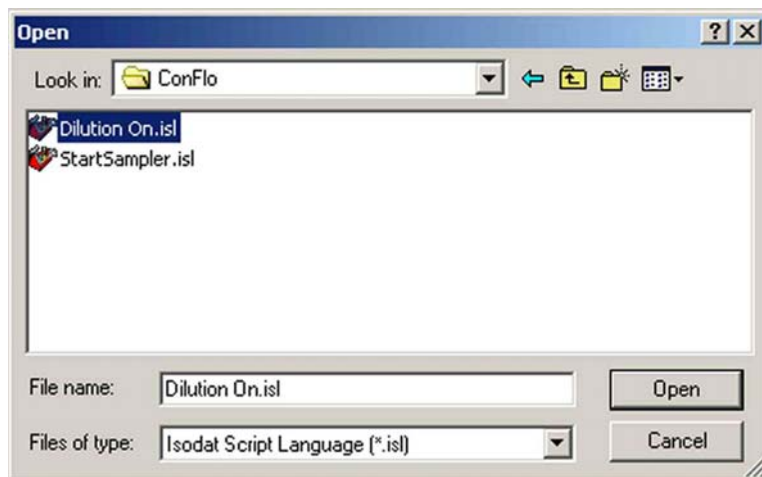 Open
Look in: ConFlo
Dilution On.isl
StartSampler.isl
File name: Dilution On.isl Open
Files of type: Isodat Script Language (*.isl) Cancel